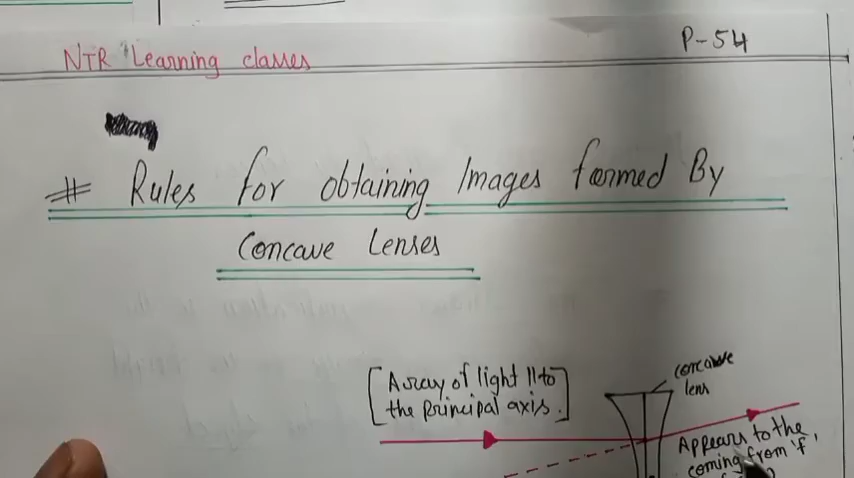 NTR Learning classes
P-54
# Rules For obtaining Images formed By
Concave Lenses
[A ray of light || to
the principal axis.]
concave
lens
Appears to the
coming from 'f',